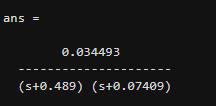 ans =
0.034493
---------------------
(s+0.489) (s+0.07409)